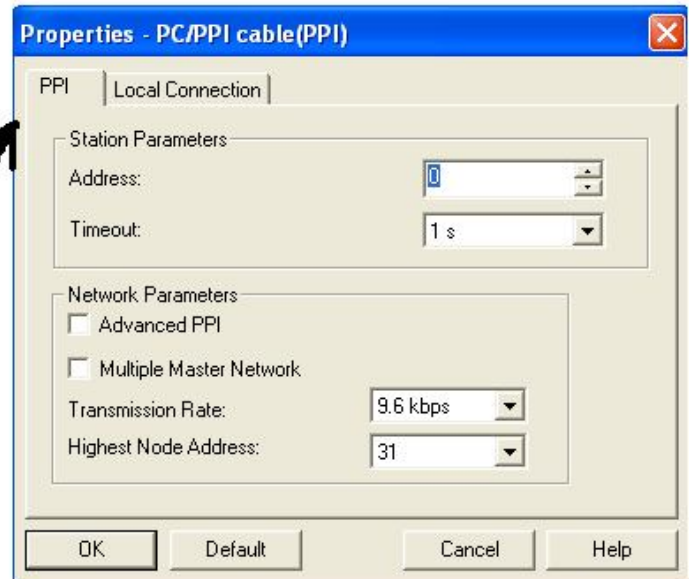 Properties - PC/PPI cable(PPI)
PPI
Local Connection
Station Parameters
Address: 0
Timeout: 1 s
Network Parameters
Advanced PPI
Multiple Master Network
Transmission Rate: 9.6 kbps
Highest Node Address: 31
OK Default Cancel Help